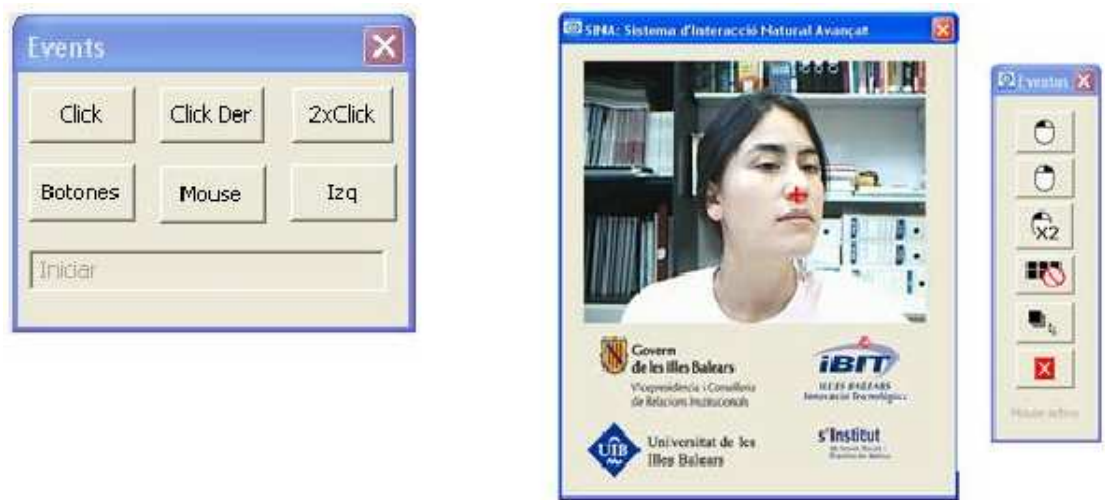 Events
Click
Click Der
2xClick
Botones
Mouse
Izq
Iniciar
SINA: Sistema d'Interacció Natural Avançat
Govern
de les Illes Balears
Vicepresidència i Conselleria
de Relacions Institucionals
iBIT
ILLES BALEARS
Innovació Tecnològica
UIB
Universitat de les
Illes Balears
s'Institut
Eventos
X2